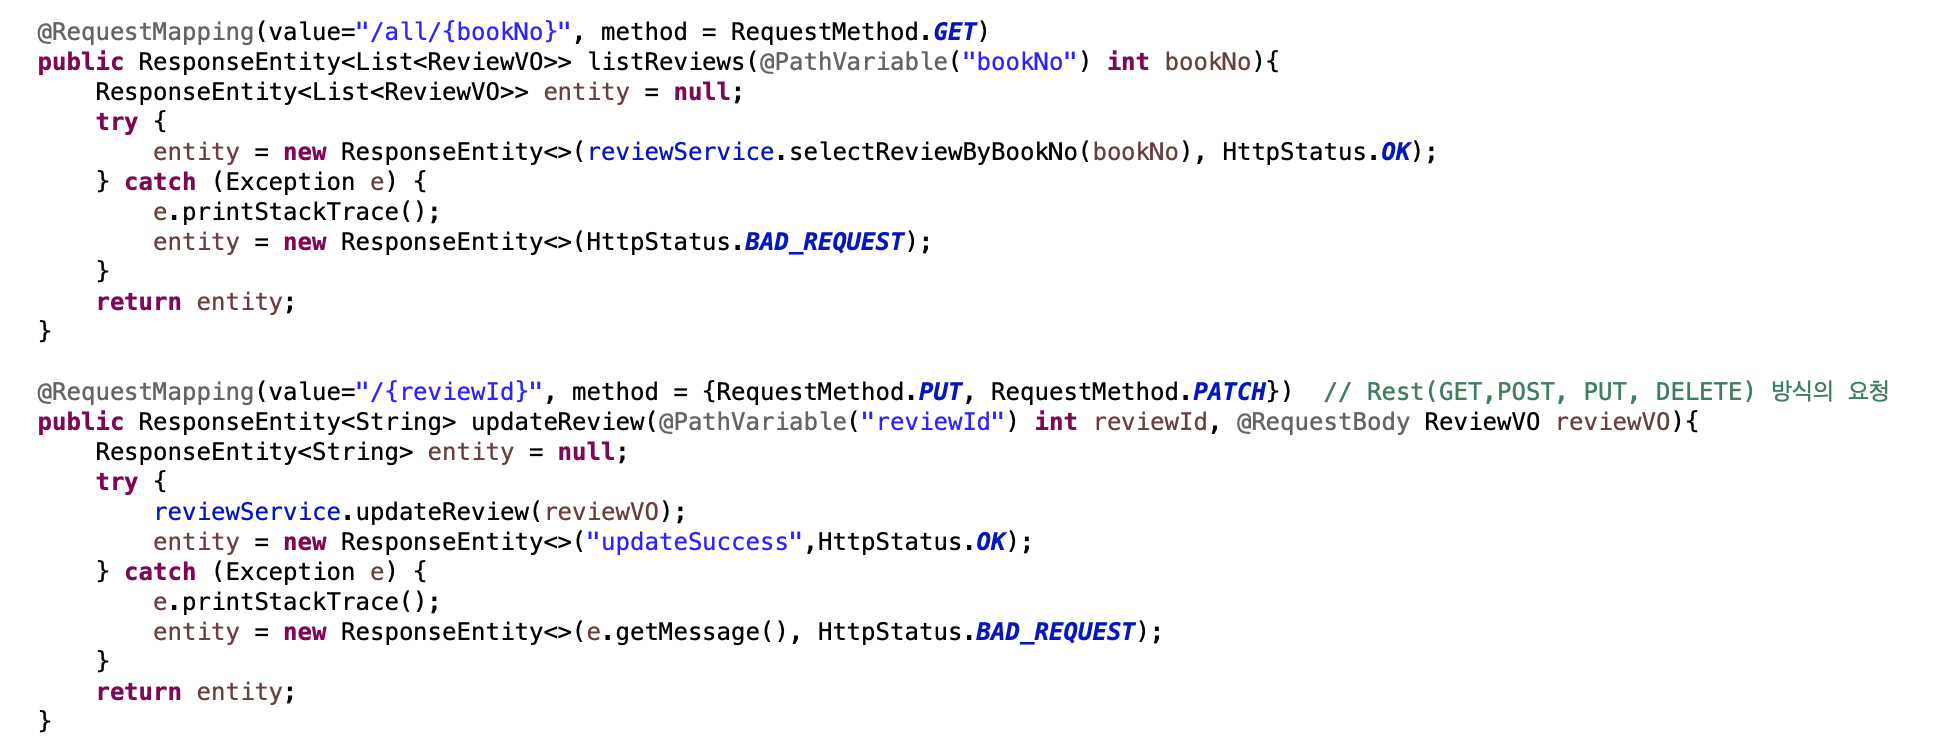 @RequestMapping(value="/all/{bookNo}", method = RequestMethod.GET)
public ResponseEntity<List<ReviewVO>> listReviews(@PathVariable("bookNo") int bookNo){
    ResponseEntity<List<ReviewVO>> entity = null;
    try {
        entity = new ResponseEntity<>(reviewService.selectReviewByBookNo(bookNo), HttpStatus.OK);
    } catch (Exception e) {
        e.printStackTrace();
        entity = new ResponseEntity<>(HttpStatus.BAD_REQUEST);
    }
    return entity;
}

@RequestMapping(value="/{reviewId}", method = {RequestMethod.PUT, RequestMethod.PATCH})  // Rest(GET,POST, PUT, DELETE) 방식의 요청
public ResponseEntity<String> updateReview(@PathVariable("reviewId") int reviewId, @RequestBody ReviewVO reviewVO){
    ResponseEntity<String> entity = null;
    try {
        reviewService.updateReview(reviewVO);
        entity = new ResponseEntity<>("updateSuccess",HttpStatus.OK);
    } catch (Exception e) {
        e.printStackTrace();
        entity = new ResponseEntity<>(e.getMessage(), HttpStatus.BAD_REQUEST);
    }
    return entity;
}